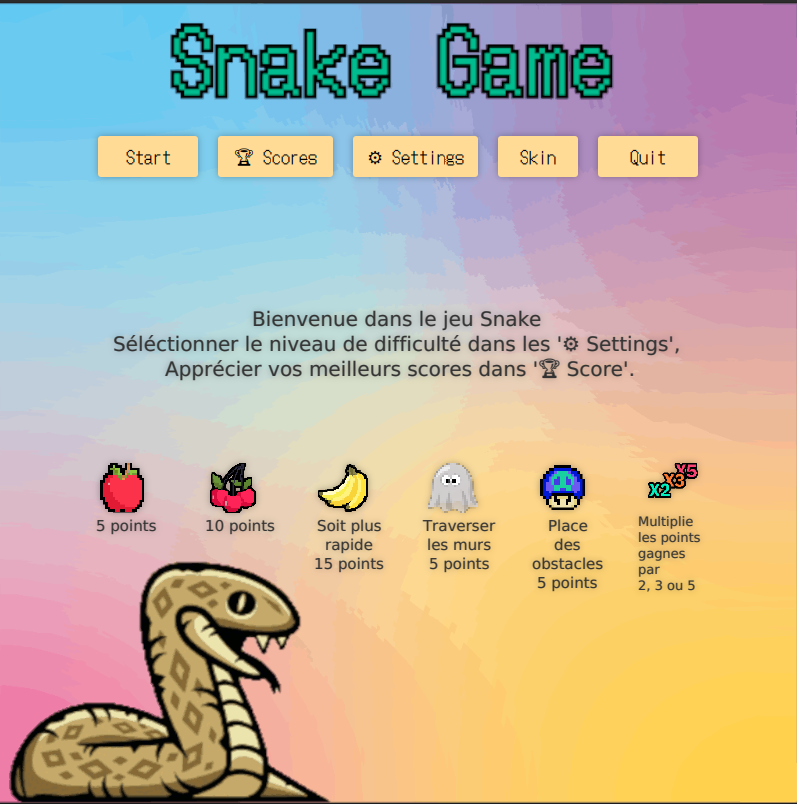 Snake Game
Start
🏆 Scores
⚙ Settings
Skin
Quit
Bienvenue dans le jeu Snake
Séléctionner le niveau de difficulté dans les '⚙ Settings',
Apprécier vos meilleurs scores dans '🏆 Score'.
5 points
10 points
Soit plus
rapide
15 points
Traverser
les murs
5 points
Place
des
obstacles
5 points
X2
X3
X5
Multiplie
les points
gagnes
par
2, 3 ou 5